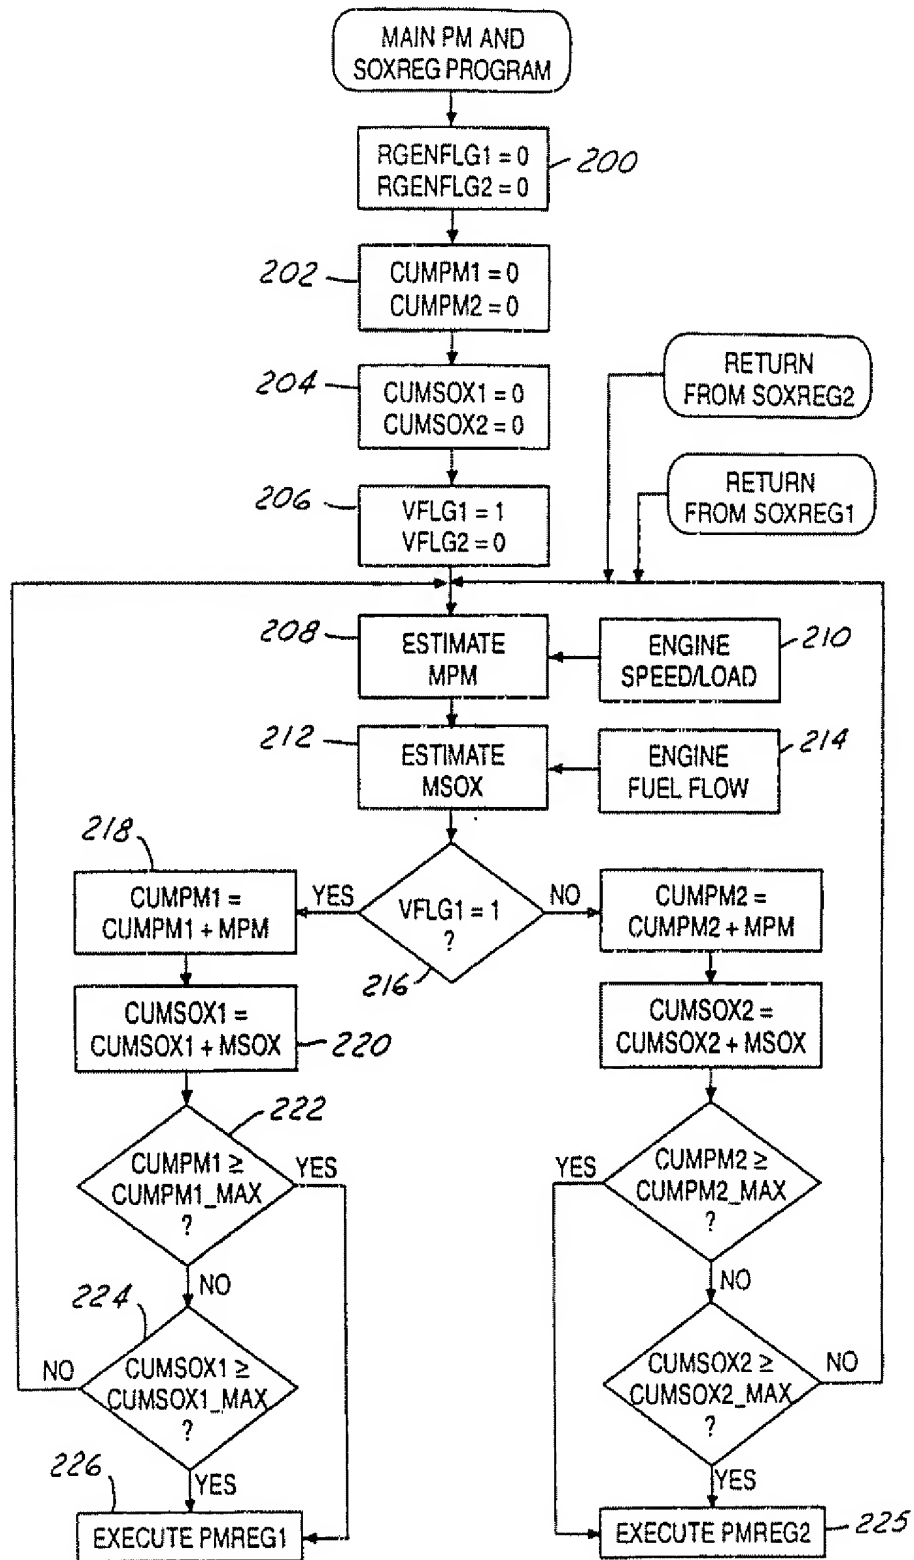 MAIN PM AND
SOXREG PROGRAM
RGENFLG1 = 0
RGENFLG2 = 0
200
202
CUMPM1 = 0
CUMPM2 = 0
204
CUMSOX1 = 0
CUMSOX2 = 0
RETURN
FROM SOXREG2
206
VFLG1 = 1
VFLG2 = 0
RETURN
FROM SOXREG1
208
ESTIMATE
MPM
ENGINE
SPEED/LOAD
210
212
ESTIMATE
MSOX
ENGINE
FUEL FLOW
214
218
CUMPM1 =
CUMPM1 + MPM
YES
VFLG1 = 1
?
216
NO
CUMPM2 =
CUMPM2 + MPM
CUMSOX1 =
CUMSOX1 + MSOX
220
CUMSOX2 =
CUMSOX2 + MSOX
222
CUMPM1 ≥
CUMPM1_MAX
?
YES
NO
YES
CUMPM2 ≥
CUMPM2_MAX
?
NO
224
NO
CUMSOX1 ≥
CUMSOX1_MAX
?
YES
CUMSOX2 ≥
CUMSOX2_MAX
?
NO
YES
226
EXECUTE PMREG1
EXECUTE PMREG2
225